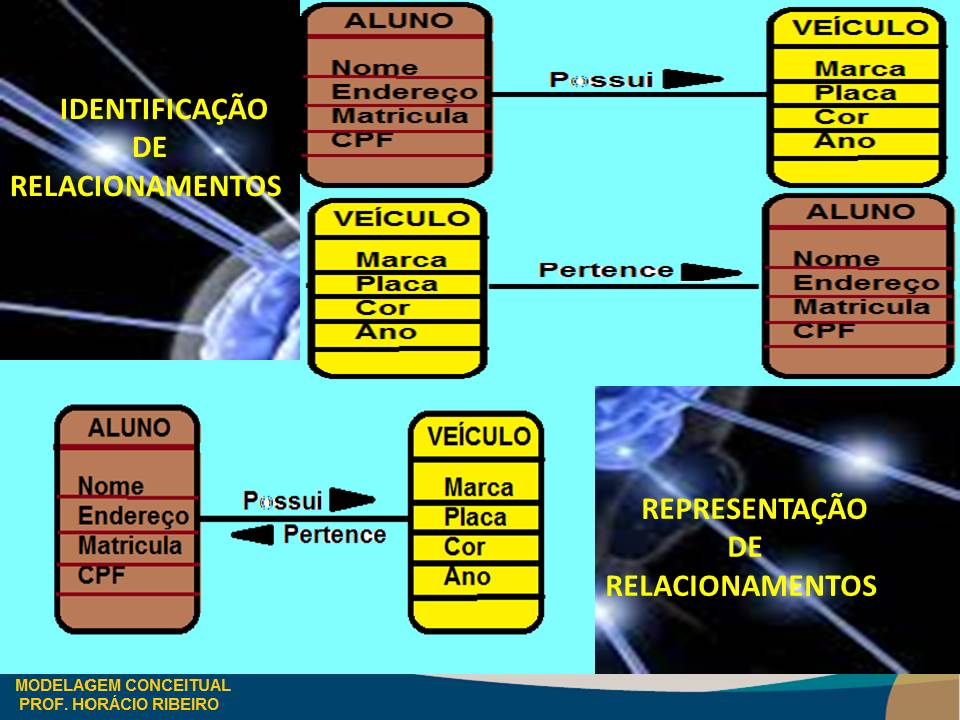 IDENTIFICAÇÃO
DE
RELACIONAMENTOS
ALUNO
Nome
Endereço
Matricula
CPF
Possui
VEÍCULO
Marca
Placa
Cor
Ano
VEÍCULO
Marca
Placa
Cor
Ano
Pertence
ALUNO
Nome
Endereço
Matricula
CPF
ALUNO
Nome
Endereço
Matricula
CPF
Possui
Pertence
VEÍCULO
Marca
Placa
Cor
Ano
REPRESENTAÇÃO
DE
RELACIONAMENTOS
MODELAGEM CONCEITUAL
PROF. HORÁCIO RIBEIRO